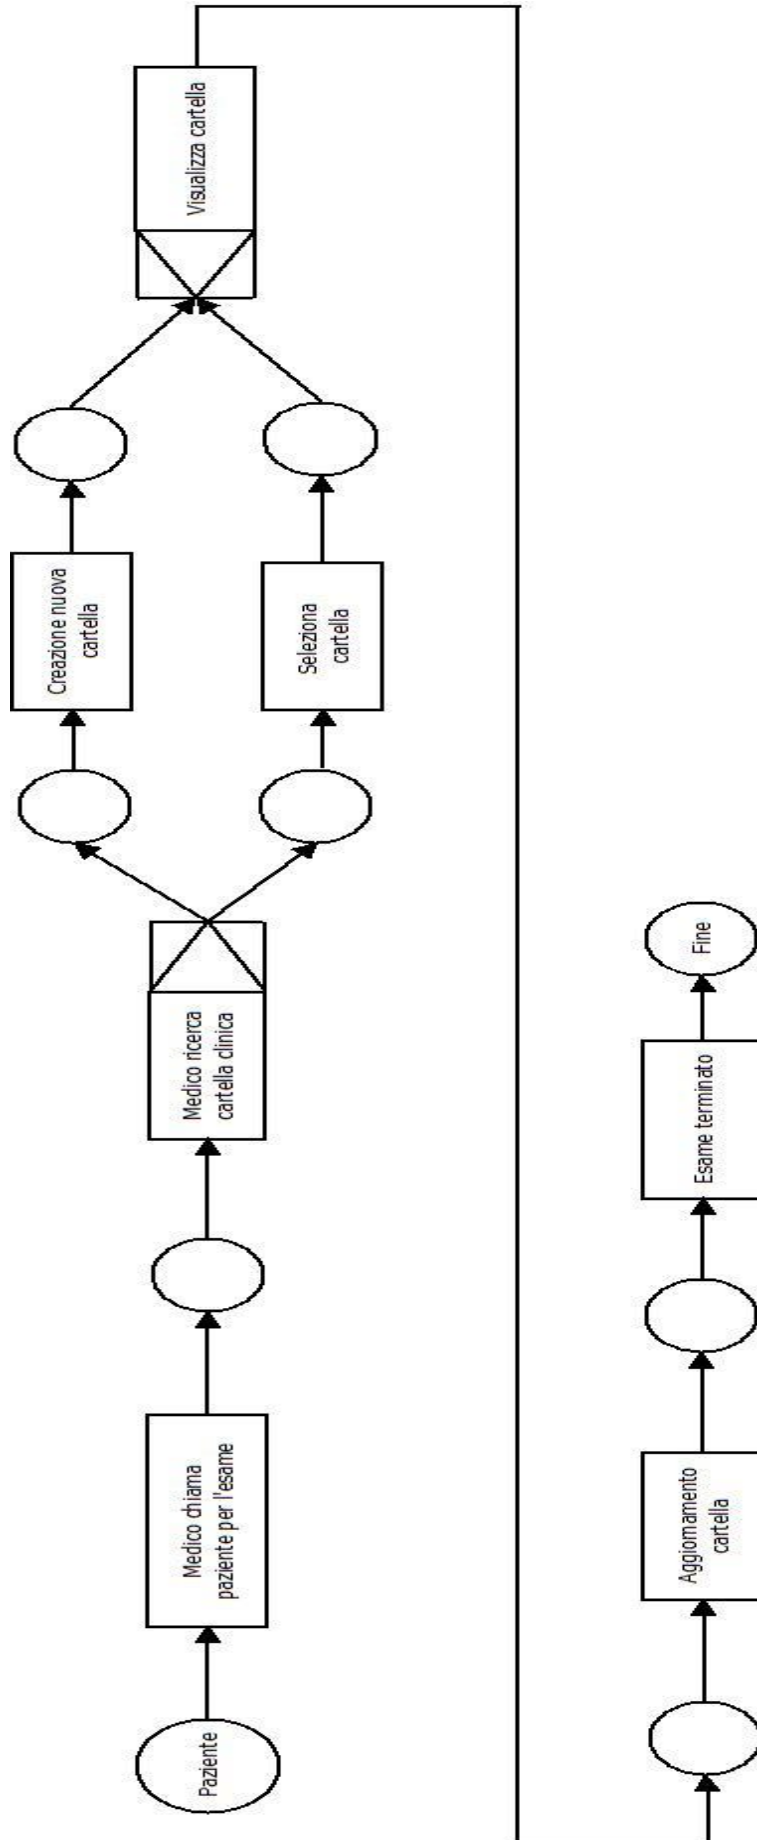 Paziente
Medico chiama
paziente per l'esame
Medico ricerca
cartella clinica
Creazione nuova
cartella
Seleziona
cartella
Visualizza cartella
Aggiornamento
cartella
Esame terminato
Fine